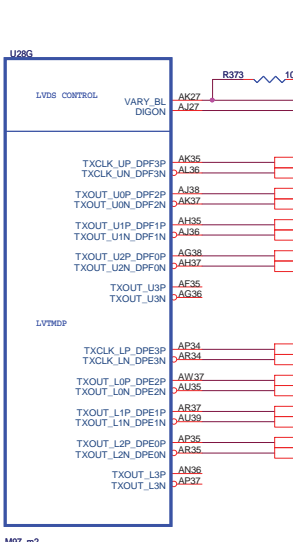 U28G
R373 10
LVDS CONTROL
VARY_BL AK27
DIGON AJ27
TXCLK_UP_DPF3P AK35
TXCLK_UN_DPF3N AL36
TXOUT_U0P_DPF2P AJ38
TXOUT_U0N_DPF2N AK37
TXOUT_U1P_DPF1P AH35
TXOUT_U1N_DPF1N AJ36
TXOUT_U2P_DPF0P AG38
TXOUT_U2N_DPF0N AH37
TXOUT_U3P AF35
TXOUT_U3N AG36
LVTMDP
TXCLK_LP_DPE3P AP34
TXCLK_LN_DPE3N AR34
TXOUT_L0P_DPE2P AW37
TXOUT_L0N_DPE2N AU35
TXOUT_L1P_DPE1P AR37
TXOUT_L1N_DPE1N AU39
TXOUT_L2P_DPE0P AP35
TXOUT_L2N_DPE0N AR35
TXOUT_L3P AN36
TXOUT_L3N AP37
M97_m2